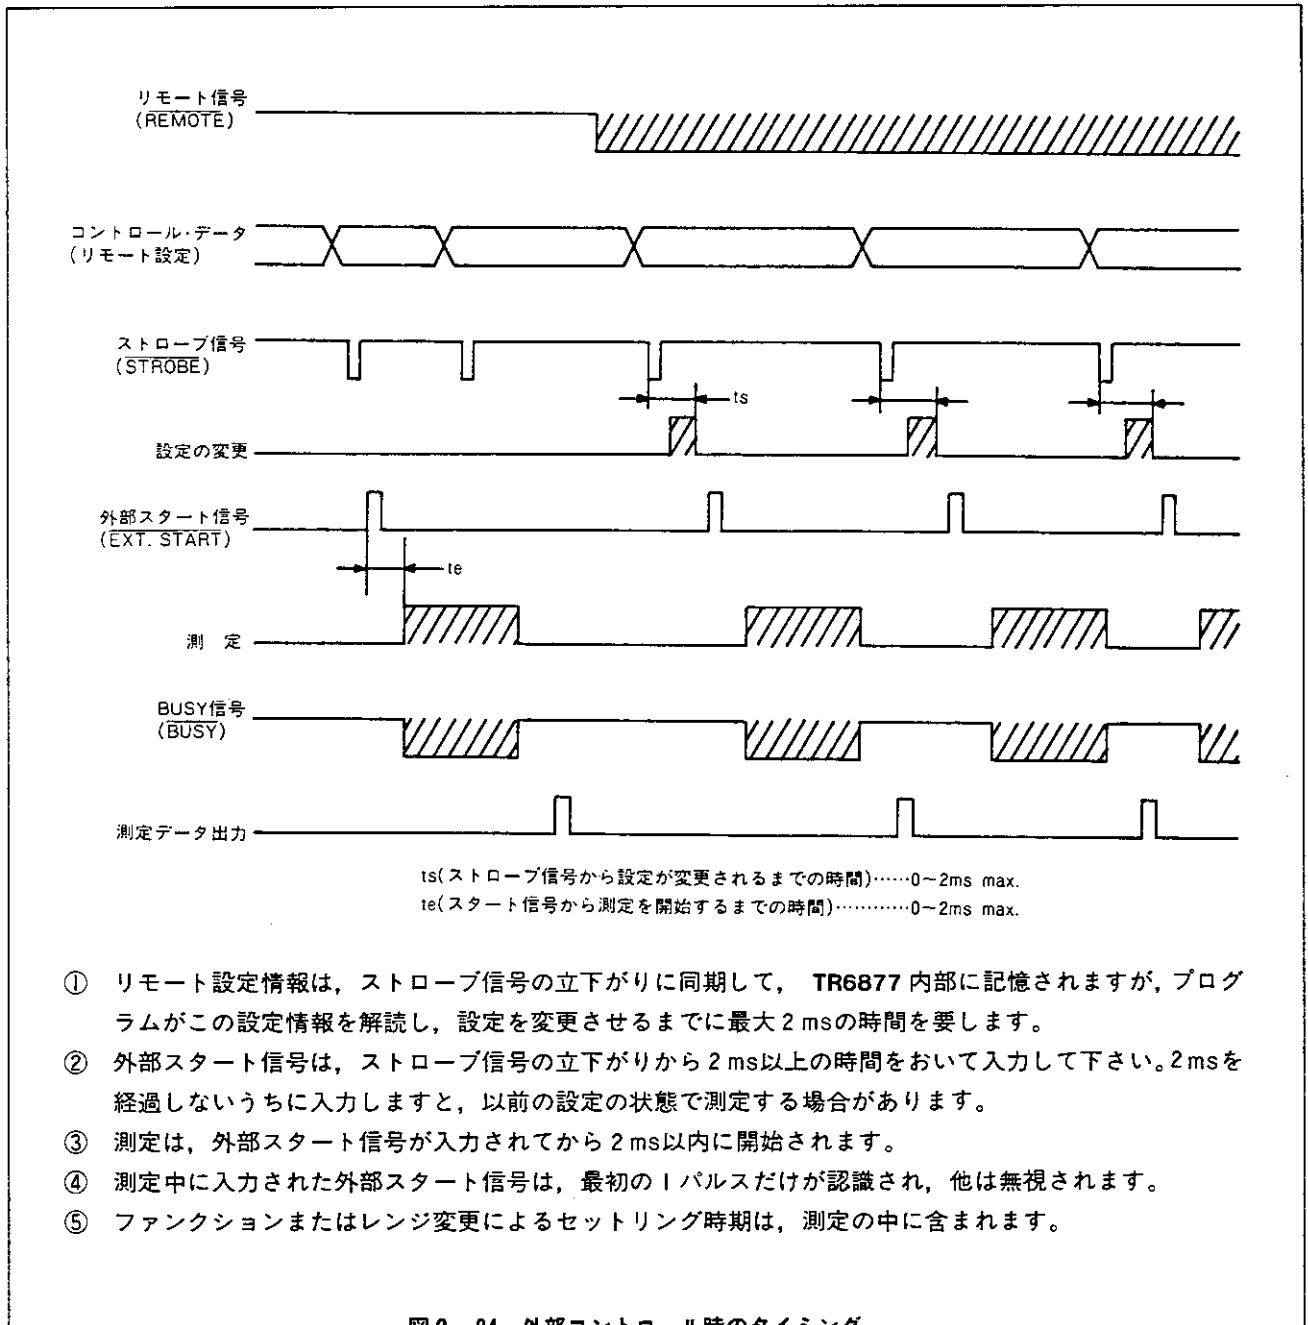 リモート信号
(REMOTE)
コントロール・データ
(リモート設定)
ストローブ信号
(STROBE)
ts
設定の変更
外部スタート信号
(EXT. START)
te
測 定
BUSY信号
(BUSY)
測定データ出力
ts(ストローブ信号から設定が変更されるまでの時間)……0~2ms max.
te(スタート信号から測定を開始するまでの時間)…………0~2ms max.
① リモート設定情報は,ストローブ信号の立下がりに同期して, TR6877 内部に記憶されますが,プログ
ラムがこの設定情報を解読し,設定を変更させるまでに最大2 msの時間を要します。
② 外部スタート信号は,ストローブ信号の立下がりから2 ms以上の時間をおいて入力して下さい。2msを
経過しないうちに入力しますと,以前の設定の状態で測定する場合があります。
③ 測定は,外部スタート信号が入力されてから2 ms以内に開始されます。
④ 測定中に入力された外部スタート信号は,最初の1パルスだけが認識され,他は無視されます。
⑤ ファンクションまたはレンジ変更によるセットリング時期は,測定の中に含まれます。
図2-24 外部コントロール時のタイミング